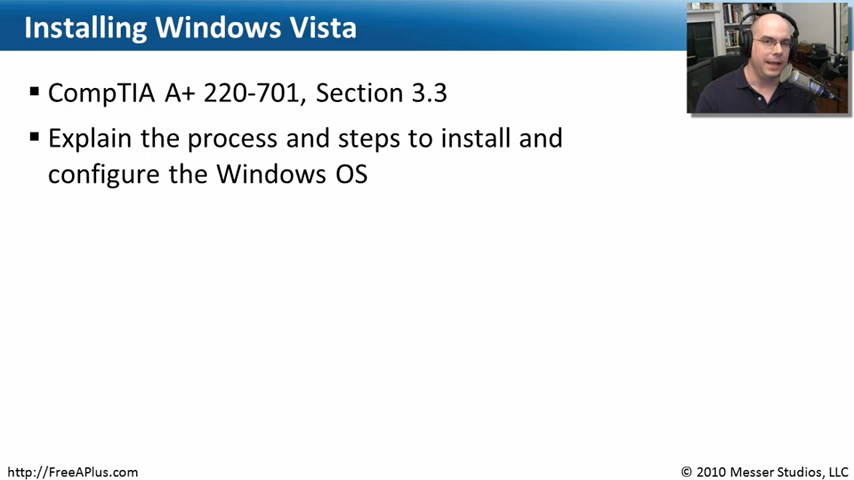 Installing Windows Vista
▪ CompTIA A+ 220-701, Section 3.3
▪ Explain the process and steps to install and
configure the Windows OS
http://FreeAPlus.com
© 2010 Messer Studios, LLC